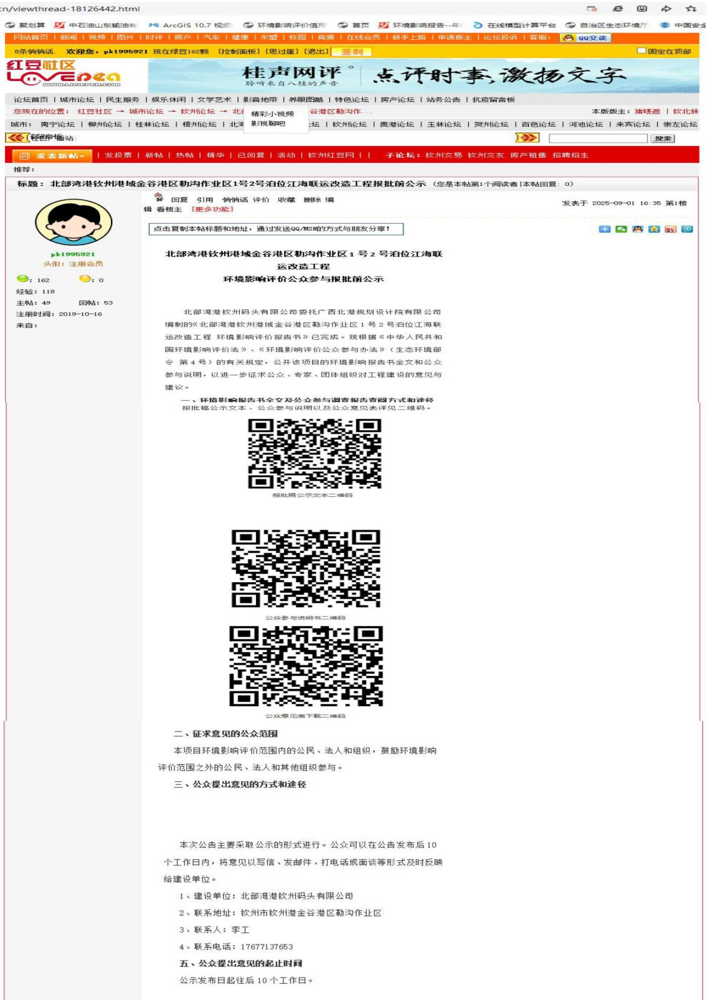 cn/viewthread-18126442.html
聚划算 中石油山东输油有 ArcGIS 10.7 视频 环境影响评价信用 首页 环境影响报告--年 在线模型计算平台 自治区生态环境厅 中国安全
网站首页 | 新闻 | 视频 | 图片 | 时评 | 房产 | 汽车 | 健康 | 东盟 | 校园 | 竞猜 | 在线会员 | 新手上路 | 申请版主 | 论坛投诉 | 客服: QQ交谈
8条悄悄话. 欢迎您，pk1995921 现在绿豆162颗 [控制面板] [思过崖] [退出] 签到 固定在顶部
红豆社区
LOVEPEA
桂声网评
聆听来自八桂的声音
点评时事,激扬文字
论坛首页 | 城市论坛 | 民生服务 | 娱乐休闲 | 文学艺术 | 影音地带 | 养眼图酷 | 特色论坛 | 房产论坛 | 站务公告 | 抗疫留言板
您现在的位置: 红豆社区 → 城市论坛 → 钦州论坛 → 谷港区勒沟作... 本版版主:
精彩小视频
影视聊吧
城市: 南宁论坛 | 柳州论坛 | 桂林论坛 | 梧州论坛 | 钦州论坛 | 贵港论坛 | 玉林论坛 | 贺州论坛 | 百色论坛 | 河池论坛 | 来宾论坛 | 崇左论坛
搜索
发表新帖 | 发投票 | 新帖 | 热帖 | 精华 | 已回复 | 活动 | 钦州红豆网 | | 子论坛: 钦州交易 钦州交友 房产租售 招聘招生
推荐:
标题: 北部湾港钦州港域金谷港区勒沟作业区1号2号泊位江海联运改造工程报批前公示 (您是本帖第1个阅读者|本帖回复: 0)
回复 引用 悄悄话 评价 收藏 删除 编
辑 看楼主 [更多功能]
发表于 2025-09-01 16:35 第1楼
点击复制本帖标题和地址，通过发送QQ/MSN的方式与朋友分享!
pk1995921
头衔: 注册会员
: 162 : 0
经验: 118
主帖: 49 回帖: 53
注册时间: 2019-10-16
来自:
北部湾港钦州港域金谷港区勒沟作业区 1 号 2 号泊位江海联
运改造工程
环境影响评价公众参与报批前公示
北部湾港钦州码头有限公司委托广西北港规划设计院有限公司
编制的《北部湾港钦州港域金谷港区勒沟作业区 1 号 2 号泊位江海联
运改造工程 环境影响评价报告书》已完成。现根据《中华人民共和
国环境影响评价法》、《环境影响评价公众参与办法》（生态环境部
令 第 4 号）的有关规定，公开该项目的环境影响报告书全文和公众
参与说明，以进一步征求公众、专家、团体组织对工程建设的意见与
建议。
一、环境影响报告书全文及公众参与调查报告查阅方式和途径
报批稿公示文本、公众参与说明以及公众意见表详见二维码。
报批稿公示文本二维码
公众参与说明书二维码
公众意见表下载二维码
二、征求意见的公众范围
本项目环境影响评价范围内的公民、法人和组织，鼓励环境影响
评价范围之外的公民、法人和其他组织参与。
三、公众提出意见的方式和途径
本次公告主要采取公示的形式进行。公众可以在公告发布后 10
个工作日内，将意见以写信、发邮件、打电话或面谈等形式及时反映
给建设单位。
1、建设单位: 北部湾港钦州码头有限公司
2、联系地址: 钦州市钦州港金谷港区勒沟作业区
3、联系人: 李工
4、联系电话: 17677137653
五、公众提出意见的起止时间
公示发布日起往后 10 个工作日。